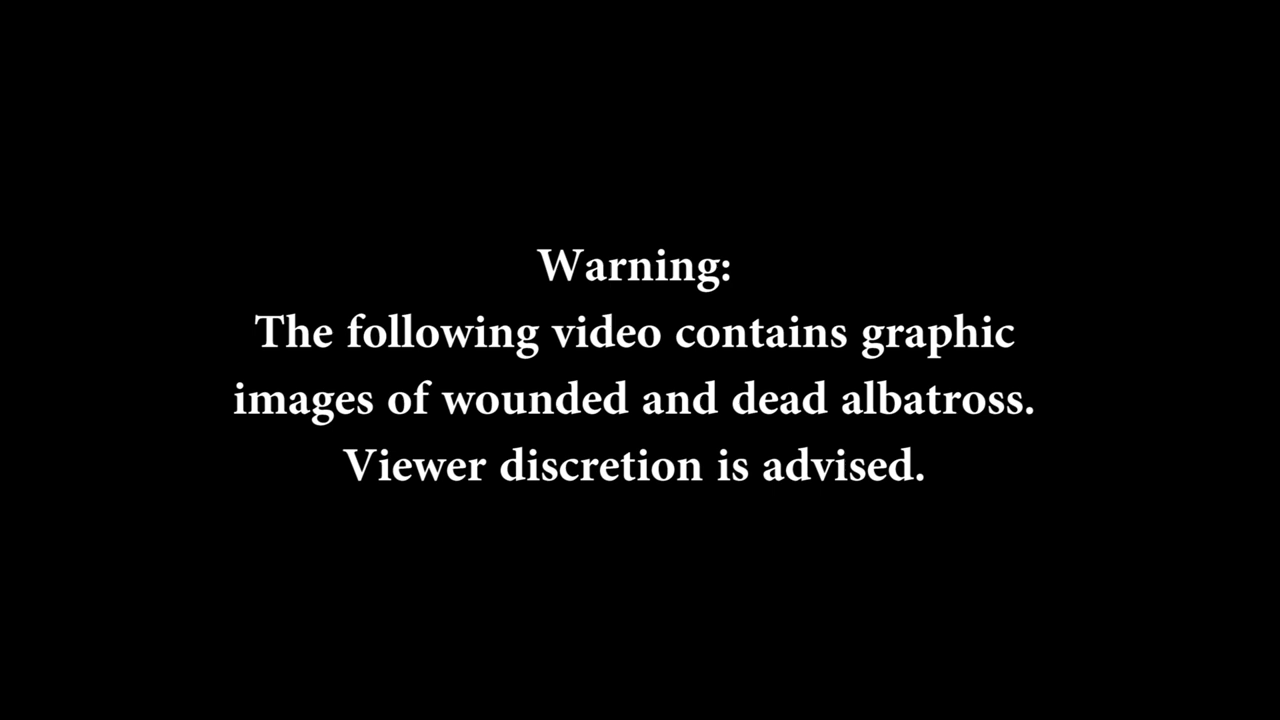 Warning:
The following video contains graphic
images of wounded and dead albatross.
Viewer discretion is advised.